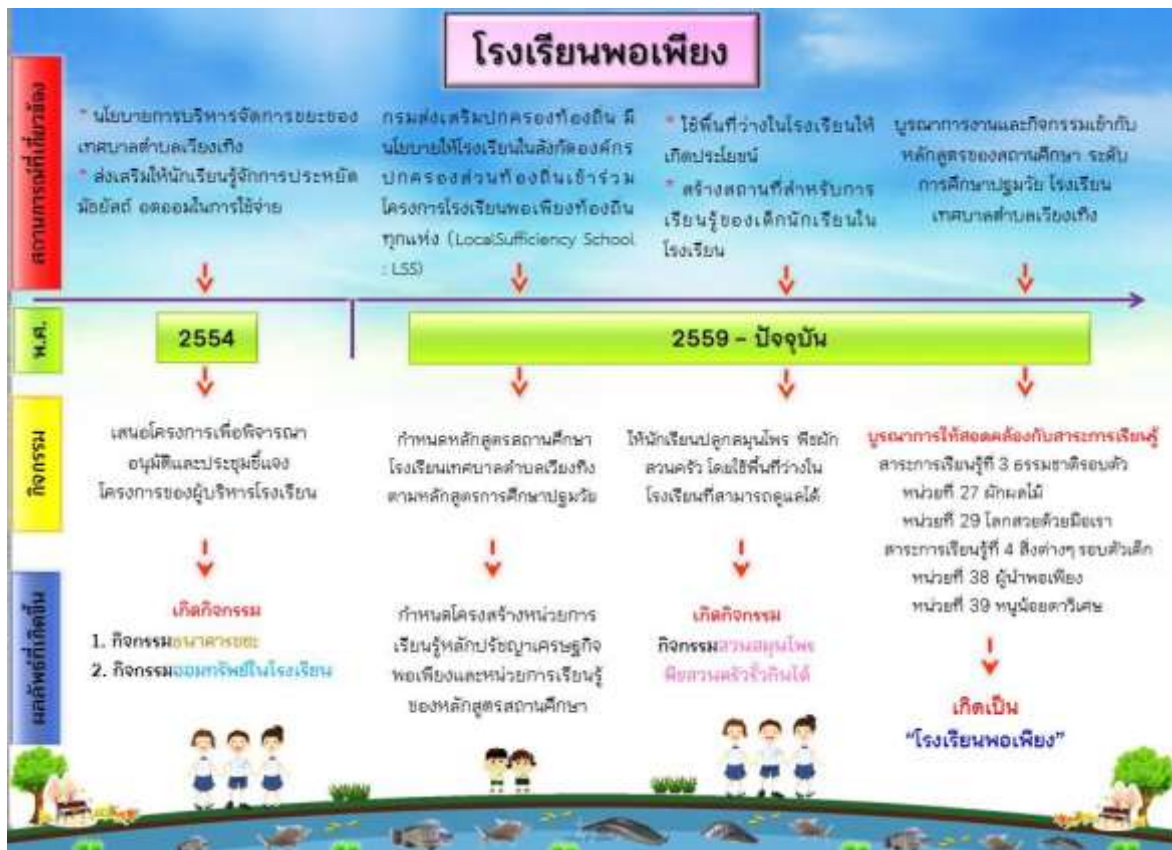 โรงเรียนพอเพียง
สถานการณ์ที่เกี่ยวข้อง
* นโยบายการบริหารจัดการขยะของ
เทศบาลตำบลเวียงเทิง
* ส่งเสริมให้นักเรียนรู้จักการประหยัด
มัธยัสถ์ อดออมในการใช้จ่าย
กรมส่งเสริมปกครองท้องถิ่น มี
นโยบายให้โรงเรียนในสังกัดองค์กร
ปกครองส่วนท้องถิ่นเข้าร่วม
โครงการโรงเรียนพอเพียงท้องถิ่น
ทุกแห่ง (LocalSufficiency School
: LSS)
* ใช้พื้นที่ว่างในโรงเรียนให้
เกิดประโยชน์
* สร้างสถานที่สำหรับการ
เรียนรู้ของเด็กนักเรียนใน
โรงเรียน
บูรณาการงานและกิจกรรมเข้ากับ
หลักสูตรของสถานศึกษา ระดับ
การศึกษาปฐมวัย โรงเรียน
เทศบาลตำบลเวียงเทิง
พ.ศ.
2554
2559 - ปัจจุบัน
กิจกรรม
เสนอโครงการเพื่อพิจารณา
อนุมัติและประชุมชี้แจง
โครงการของผู้บริหารโรงเรียน
กำหนดหลักสูตรสถานศึกษา
โรงเรียนเทศบาลตำบลเวียงเทิง
ตามหลักสูตรการศึกษาปฐมวัย
ให้นักเรียนปลูกสมุนไพร พืชผัก
สวนครัว โดยใช้พื้นที่ว่างใน
โรงเรียนที่สามารถดูแลได้
บูรณาการให้สอดคล้องกับสาระการเรียนรู้
สาระการเรียนรู้ที่ 3 ธรรมชาติรอบตัว
หน่วยที่ 27 ผักผลไม้
หน่วยที่ 29 โลกสวยด้วยมือเรา
สาระการเรียนรู้ที่ 4 สิ่งต่างๆ รอบตัวเด็ก
หน่วยที่ 38 ผู้นำพอเพียง
หน่วยที่ 39 หนูน้อยตาวิเศษ
ผลลัพธ์ที่เกิดขึ้น
เกิดกิจกรรม
1. กิจกรรมธนาคารขยะ
2. กิจกรรมออมทรัพย์ในโรงเรียน
กำหนดโครงสร้างหน่วยการ
เรียนรู้หลักปรัชญาเศรษฐกิจ
พอเพียงและหน่วยการเรียนรู้
ของหลักสูตรสถานศึกษา
เกิดกิจกรรม
กิจกรรมสวนสมุนไพร
พืชสวนครัวรั้วกินได้
เกิดเป็น
“โรงเรียนพอเพียง”